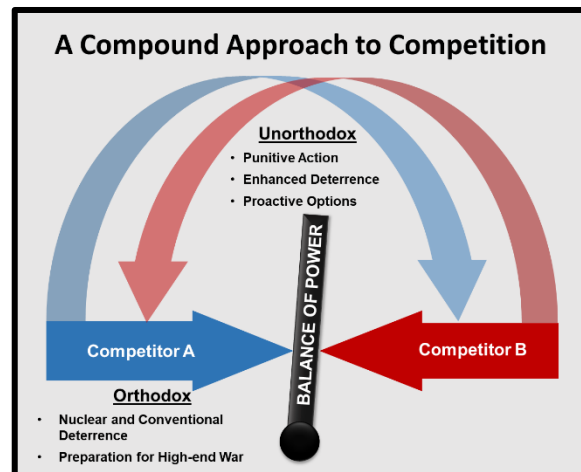 A Compound Approach to Competition
Unorthodox
• Punitive Action
• Enhanced Deterrence
• Proactive Options
BALANCE OF POWER
Competitor A
Competitor B
Orthodox
• Nuclear and Conventional
Deterrence
• Preparation for High-end War